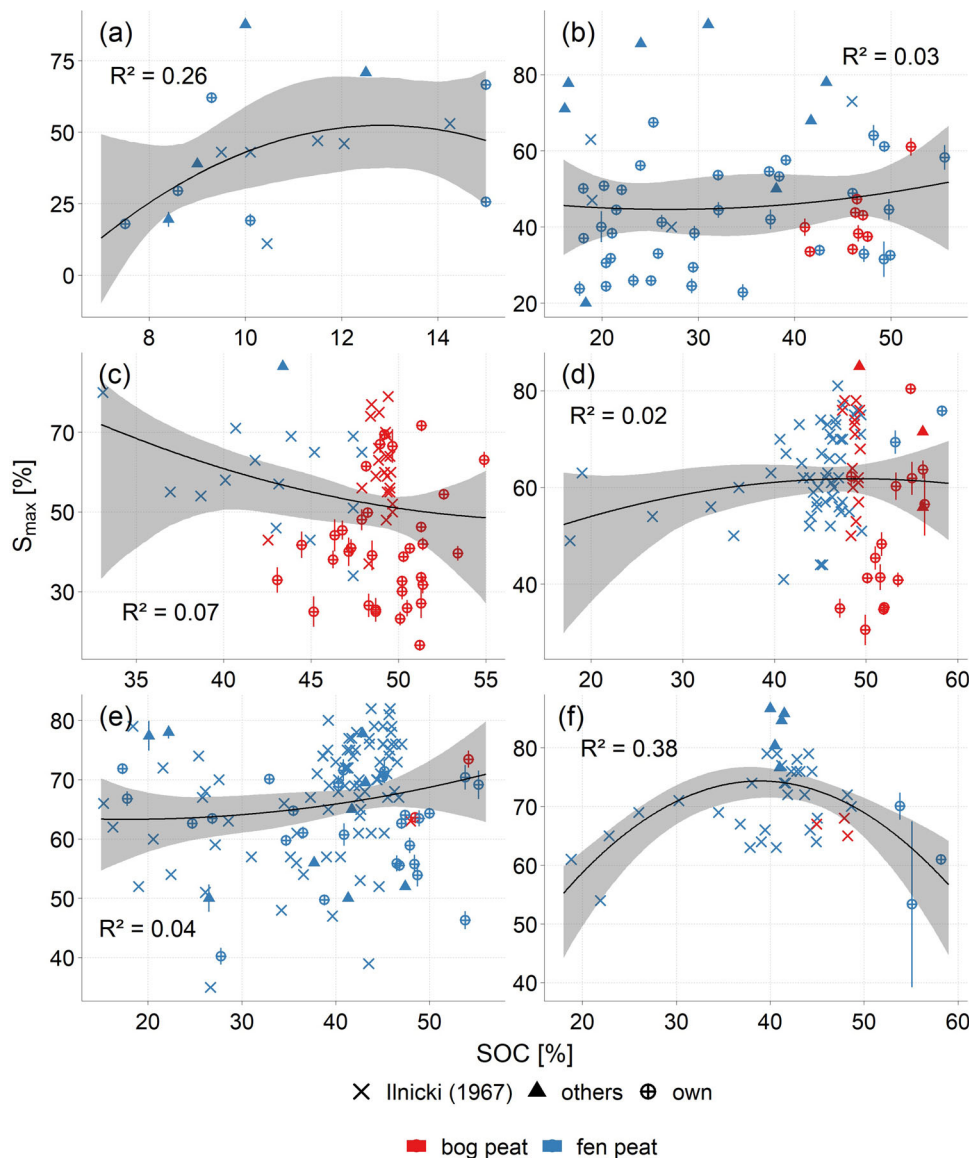 (a)
R² = 0.26
75
50
25
0
8 10 12 14
(b)
R² = 0.03
80
60
40
20
20 30 40 50
(c)
R² = 0.07
70
50
30
35 40 45 50 55
(d)
R² = 0.02
80
60
40
20 30 40 50 60
(e)
R² = 0.04
80
70
60
50
40
20 30 40 50
(f)
R² = 0.38
90
80
70
60
50
40
20 30 40 50 60
Smax [%]
SOC [%]
Ilnicki (1967) others own
bog peat fen peat